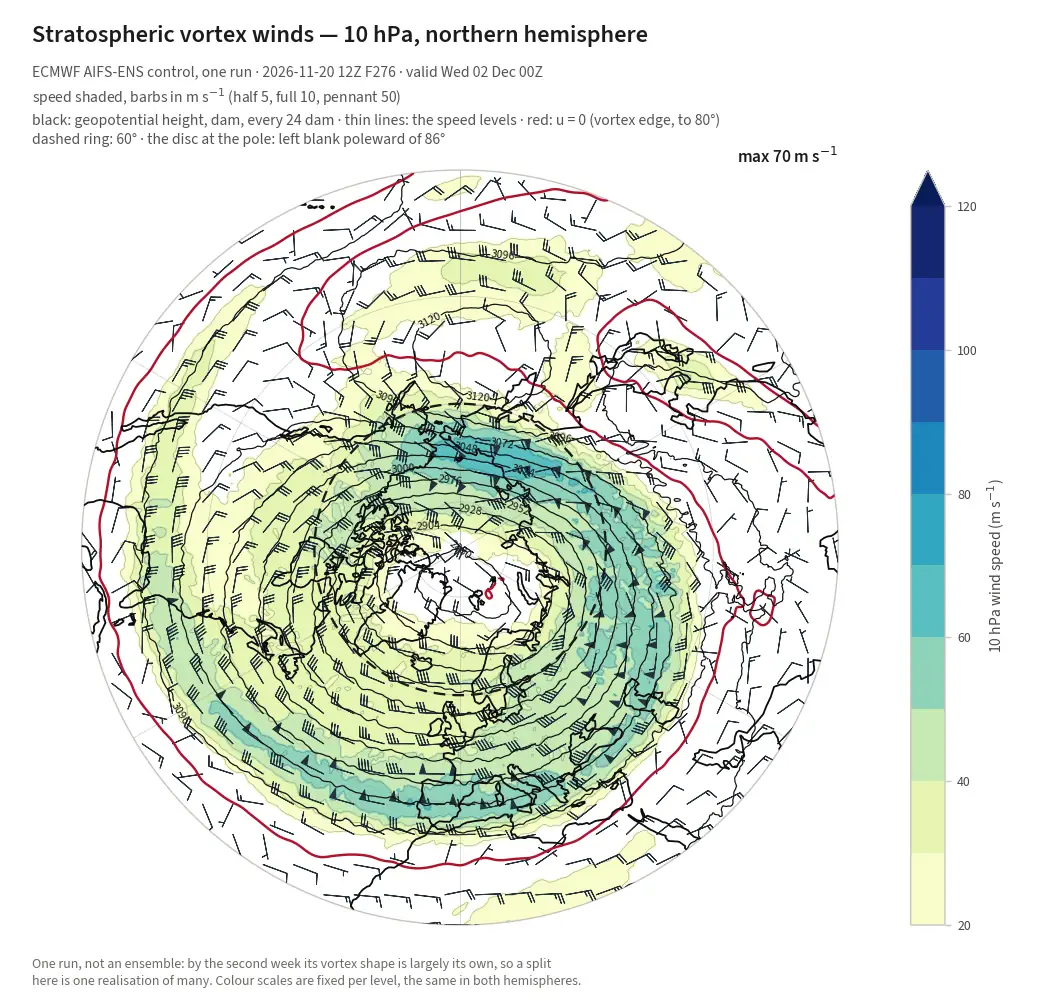 Stratospheric vortex winds — 10 hPa, northern hemisphere
ECMWF AIFS-ENS control, one run · 2026-11-20 12Z F276 · valid Wed 02 Dec 00Z
speed shaded, barbs in m s⁻¹ (half 5, full 10, pennant 50)
black: geopotential height, dam, every 24 dam · thin lines: the speed levels · red: u = 0 (vortex edge, to 80°)
dashed ring: 60° · the disc at the pole: left blank poleward of 86°
max 70 m s⁻¹
120
100
80
60
40
20
10 hPa wind speed (m s⁻¹)
3096
3120
3120
3072
3048
3000
2976
2928
2904
3096
One run, not an ensemble: by the second week its vortex shape is largely its own, so a split
here is one realisation of many. Colour scales are fixed per level, the same in both hemispheres.